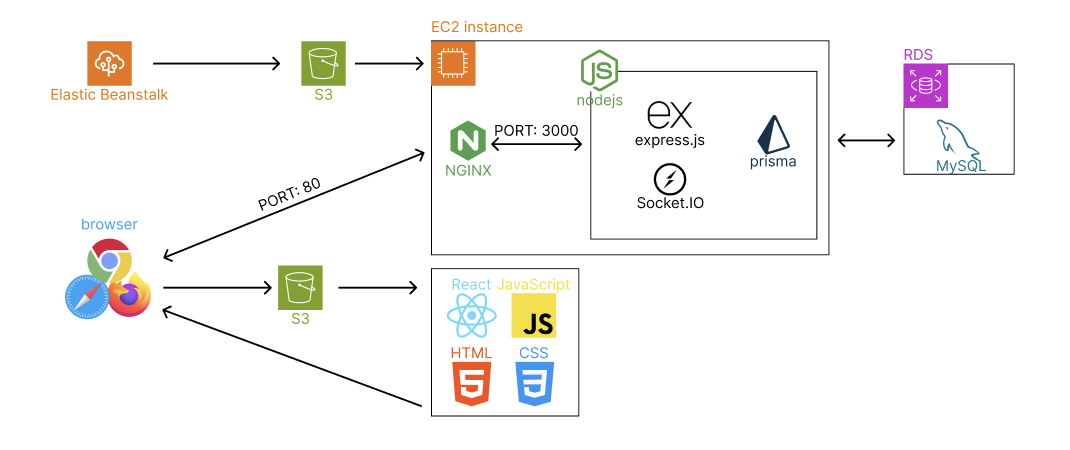 EC2 instance
RDS
Elastic Beanstalk
S3
JS
nodejs
ex
express.js
PORT: 3000
N
NGINX
prisma
MySQL
Socket.IO
PORT: 80
browser
S3
React
JavaScript
JS
HTML
CSS
5
3